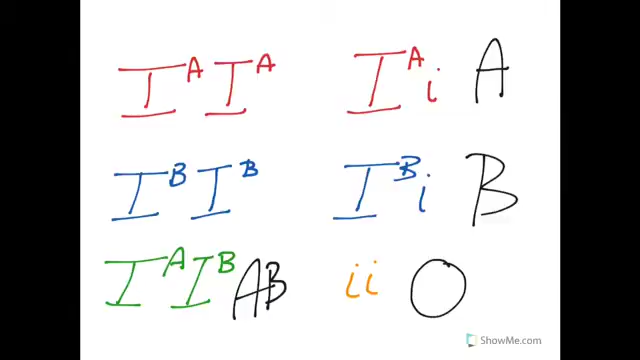 I^A I^A I^A i A
I^B I^B I^B i B
I^A I^B AB ii O
ShowMe.com